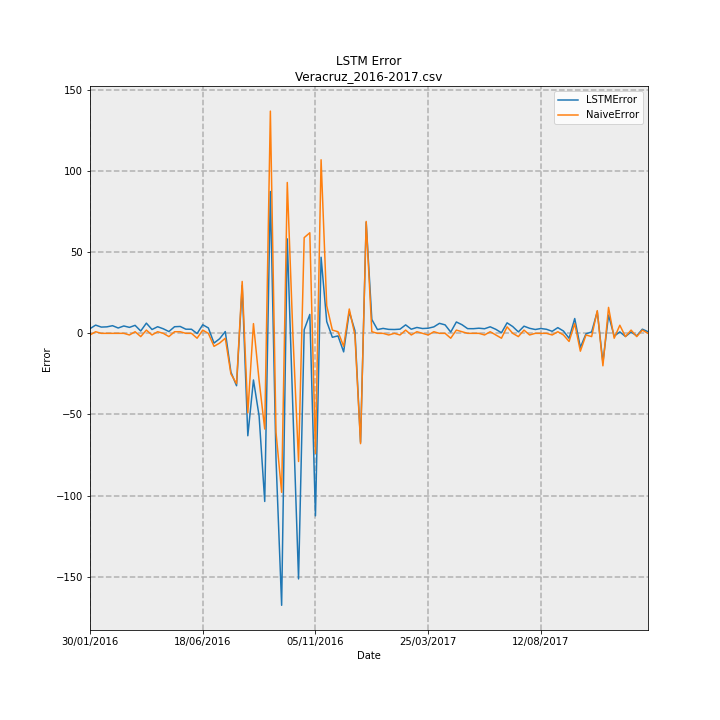 LSTM Error
Veracruz_2016-2017.csv
LSTMError
NaiveError
150
100
50
0
−50
−100
−150
Error
30/01/2016 18/06/2016 05/11/2016 25/03/2017 12/08/2017
Date